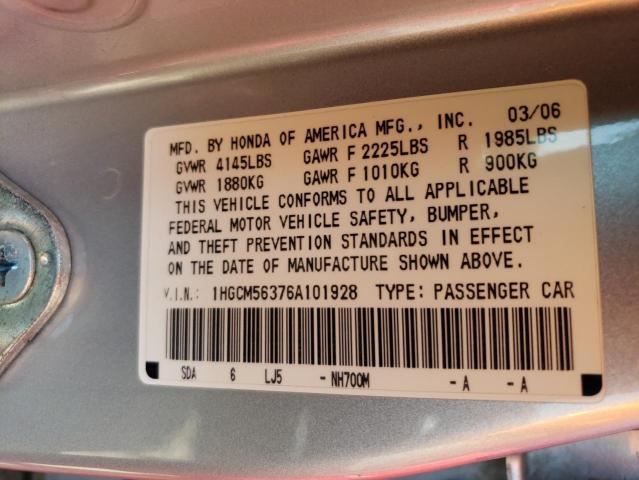 MFD. BY HONDA OF AMERICA MFG., INC. 03/06
GVWR 4145LBS GAWR F 2225LBS R 1985LBS
GVWR 1880KG GAWR F 1010KG R 900KG
THIS VEHICLE CONFORMS TO ALL APPLICABLE
FEDERAL MOTOR VEHICLE SAFETY, BUMPER,
AND THEFT PREVENTION STANDARDS IN EFFECT
ON THE DATE OF MANUFACTURE SHOWN ABOVE.
V.I.N.: 1HGCM56376A101928 TYPE: PASSENGER CAR
SDA 6 LJ5 - NH700M - A - A